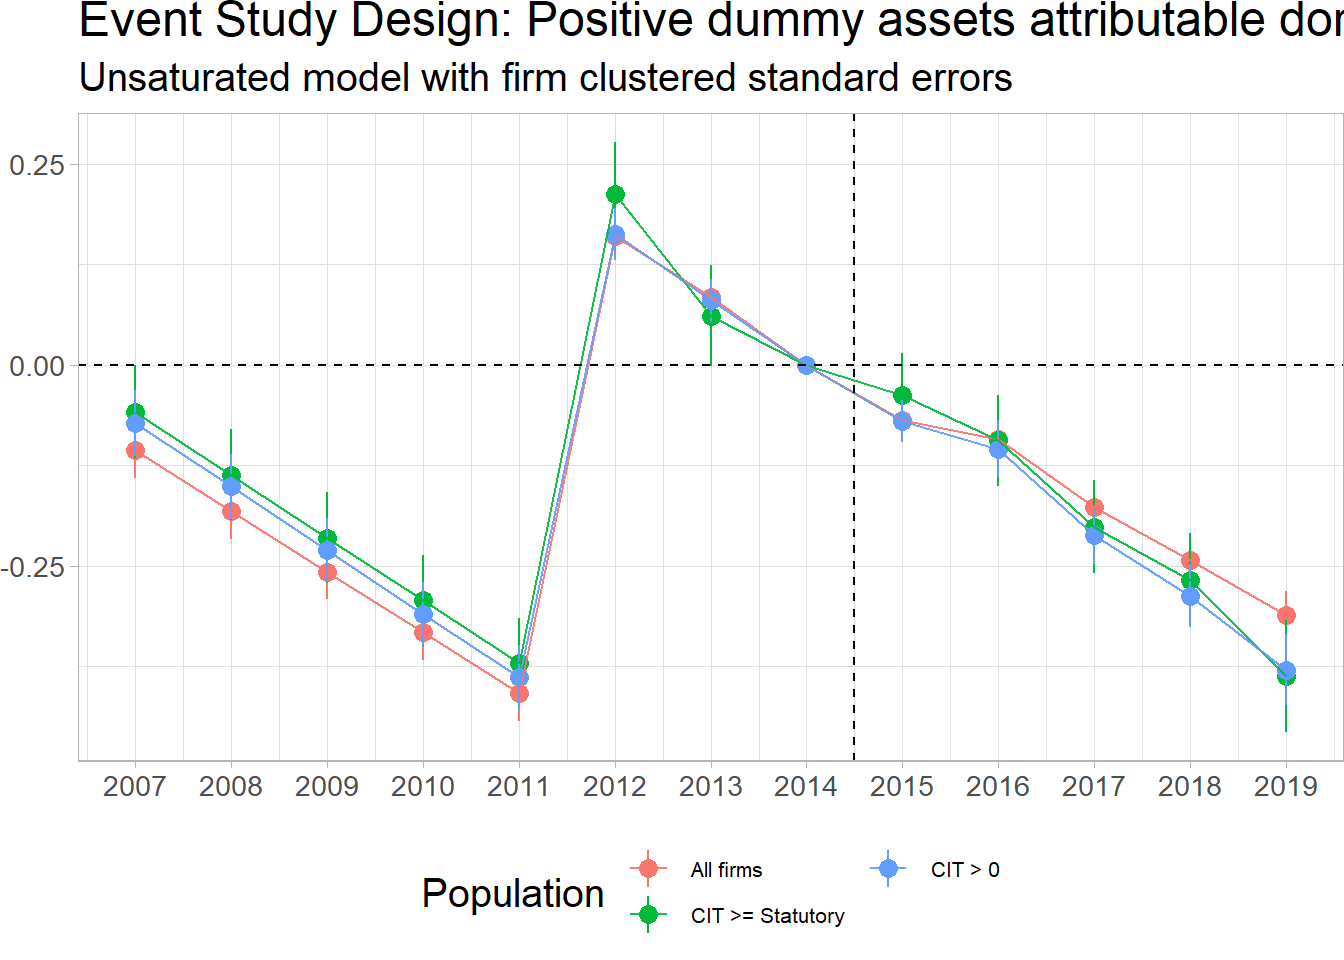 Event Study Design: Positive dummy assets attributable
Unsaturated model with firm clustered standard errors
0.25
0.00
-0.25
2007 2008 2009 2010 2011 2012 2013 2014 2015 2016 2017 2018 2019
Population
All firms
CIT > 0
CIT >= Statutory